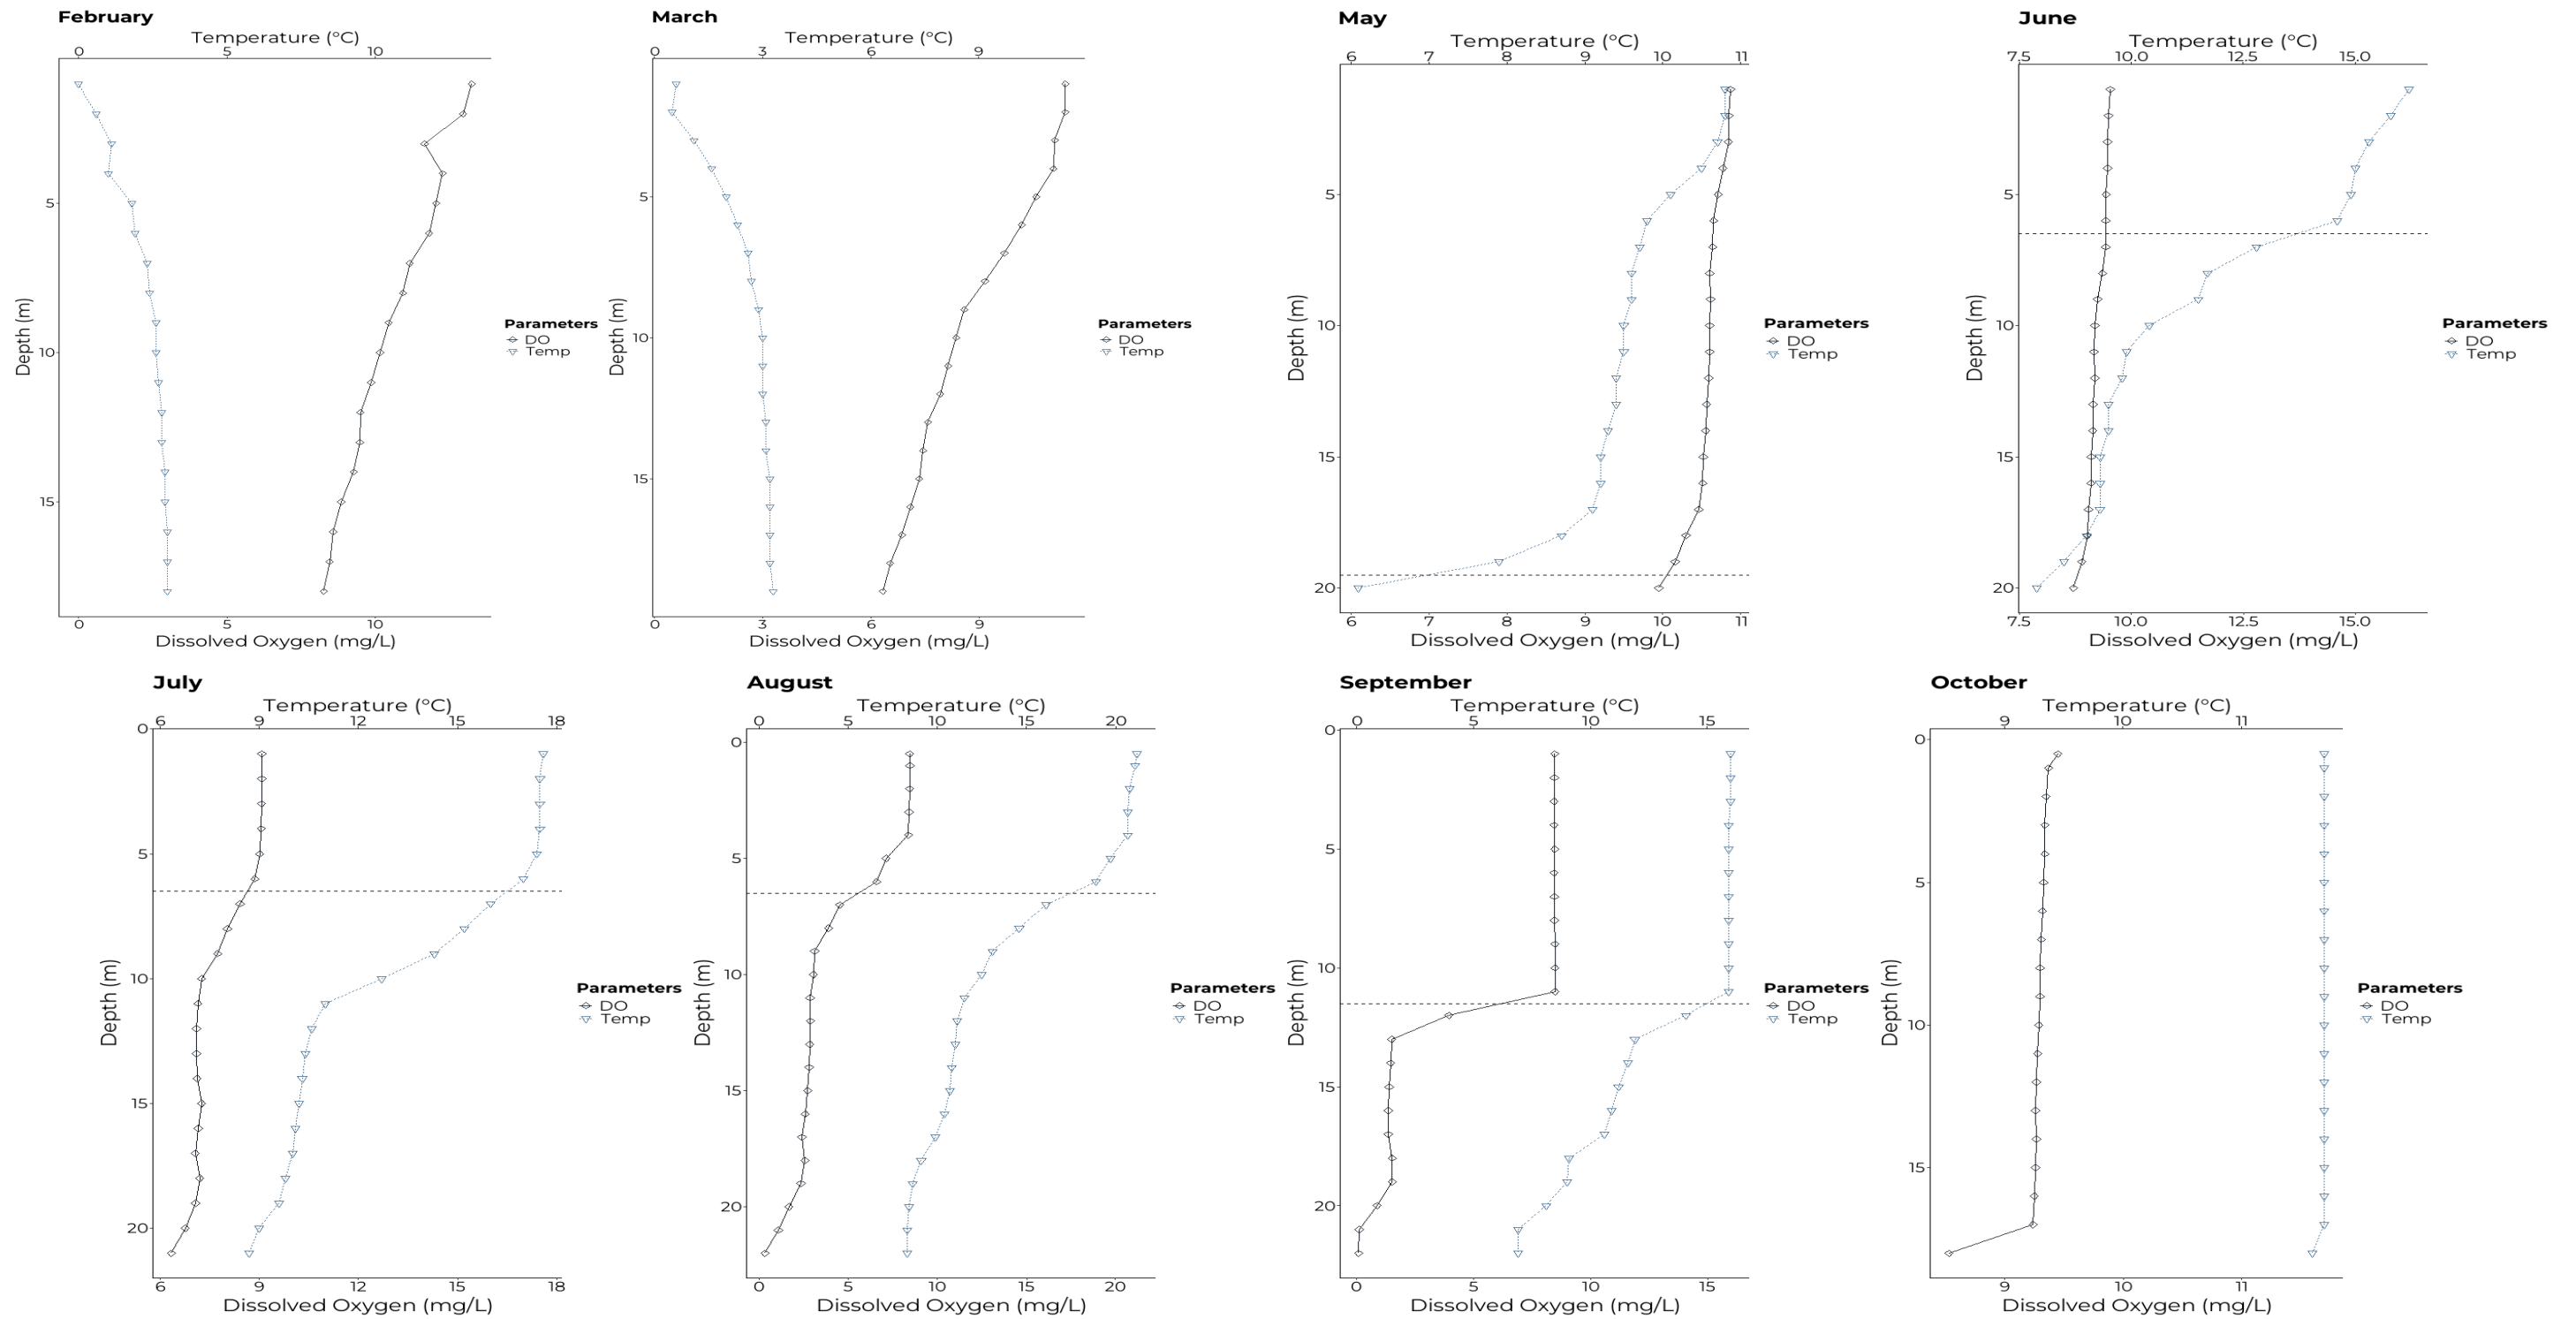 February
Temperature (°C)
0 5 10
5
10
15
Depth (m)
0 5 10
Dissolved Oxygen (mg/L)
Parameters
DO
Temp
March
Temperature (°C)
0 3 6 9
5
10
15
Depth (m)
0 3 6 9
Dissolved Oxygen (mg/L)
Parameters
DO
Temp
May
Temperature (°C)
6 7 8 9 10 11
5
10
15
20
Depth (m)
6 7 8 9 10 11
Dissolved Oxygen (mg/L)
Parameters
DO
Temp
June
Temperature (°C)
7.5 10.0 12.5 15.0
5
10
15
20
Depth (m)
7.5 10.0 12.5 15.0
Dissolved Oxygen (mg/L)
Parameters
DO
Temp
July
Temperature (°C)
6 9 12 15 18
0
5
10
15
20
Depth (m)
6 9 12 15 18
Dissolved Oxygen (mg/L)
Parameters
DO
Temp
August
Temperature (°C)
0 5 10 15 20
0
5
10
15
20
Depth (m)
0 5 10 15 20
Dissolved Oxygen (mg/L)
Parameters
DO
Temp
September
Temperature (°C)
0 5 10 15
0
5
10
15
20
Depth (m)
0 5 10 15
Dissolved Oxygen (mg/L)
Parameters
DO
Temp
October
Temperature (°C)
9 10 11
0
5
10
15
Depth (m)
9 10 11
Dissolved Oxygen (mg/L)
Parameters
DO
Temp